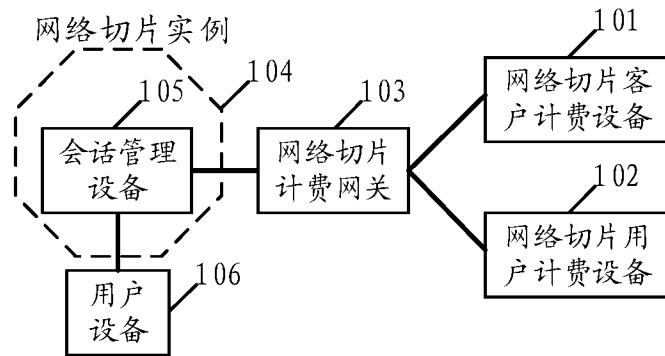 网络切片实例
104
105
会话管理
设备
106
用户
设备
103
网络切片
计费网关
101
网络切片客
户计费设备
102
网络切片用
户计费设备